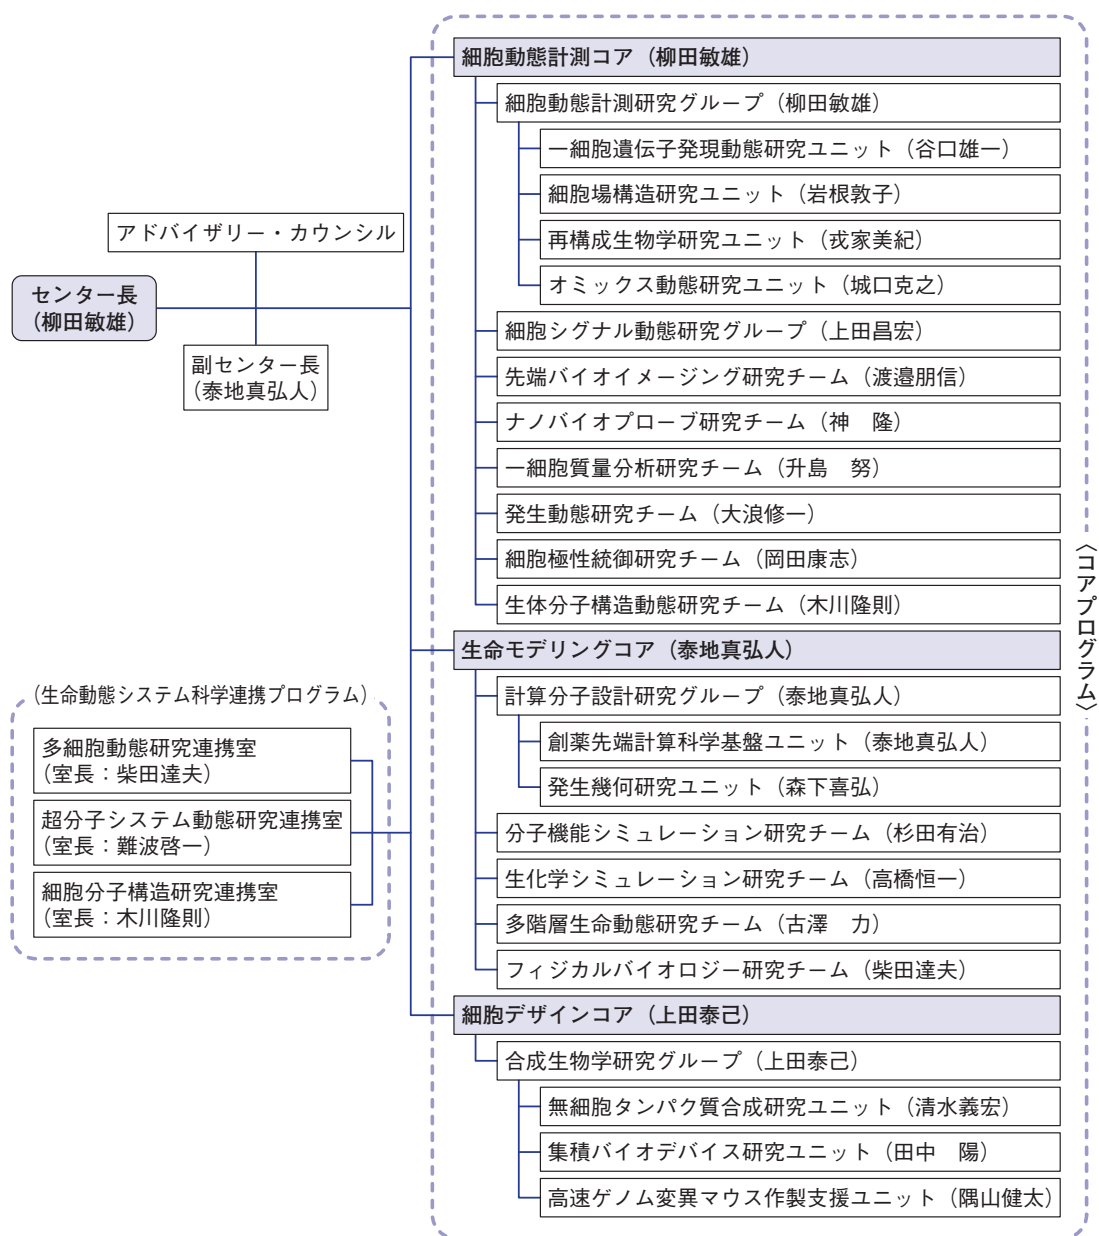 アドバイザリー・カウンシル
センター長
(柳田敏雄)
副センター長
(泰地真弘人)
細胞動態計測コア(柳田敏雄)
細胞動態計測研究グループ(柳田敏雄)
一細胞遺伝子発現動態研究ユニット(谷口雄一)
細胞場構造研究ユニット(岩根敦子)
再構成生物学研究ユニット(戎家美紀)
オミックス動態研究ユニット(城口克之)
細胞シグナル動態研究グループ(上田昌宏)
先端バイオイメージング研究チーム(渡邉朋信)
ナノバイオプローブ研究チーム(神 隆)
一細胞質量分析研究チーム(升島 努)
発生動態研究チーム(大浪修一)
細胞極性統御研究チーム(岡田康志)
生体分子構造動態研究チーム(木川隆則)
生命モデリングコア(泰地真弘人)
計算分子設計研究グループ(泰地真弘人)
創薬先端計算科学基盤ユニット(泰地真弘人)
発生幾何研究ユニット(森下喜弘)
分子機能シミュレーション研究チーム(杉田有治)
生化学シミュレーション研究チーム(高橋恒一)
多階層生命動態研究チーム(古澤 力)
フィジカルバイオロジー研究チーム(柴田達夫)
細胞デザインコア(上田泰己)
合成生物学研究グループ(上田泰己)
無細胞タンパク質合成研究ユニット(清水義宏)
集積バイオデバイス研究ユニット(田中 陽)
高速ゲノム変異マウス作製支援ユニット(隅山健太)
〈コアプログラム〉
(生命動態システム科学連携プログラム)
多細胞動態研究連携室
(室長:柴田達夫)
超分子システム動態研究連携室
(室長:難波啓一)
細胞分子構造研究連携室
(室長:木川隆則)